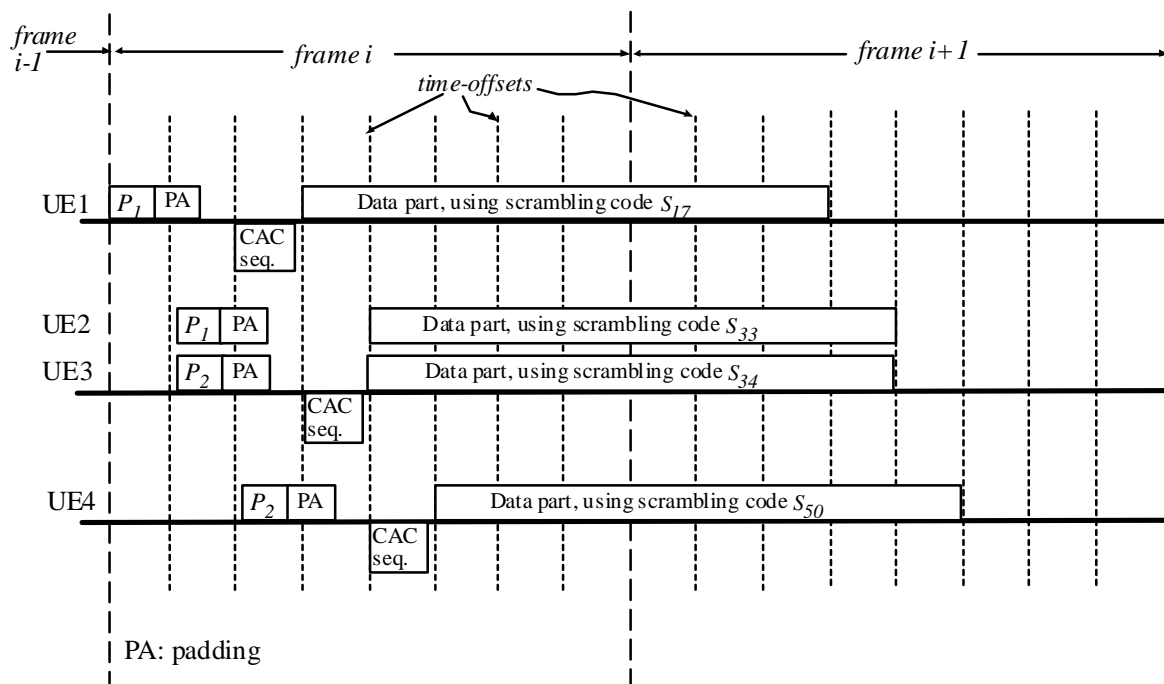 frame i-1
frame i
frame i+1
time-offsets
UE1
P1 PA
Data part, using scrambling code S17
CAC
seq.
UE2
P1 PA
Data part, using scrambling code S33
UE3
P2 PA
Data part, using scrambling code S34
CAC
seq.
UE4
P2 PA
Data part, using scrambling code S50
CAC
seq.
PA: padding